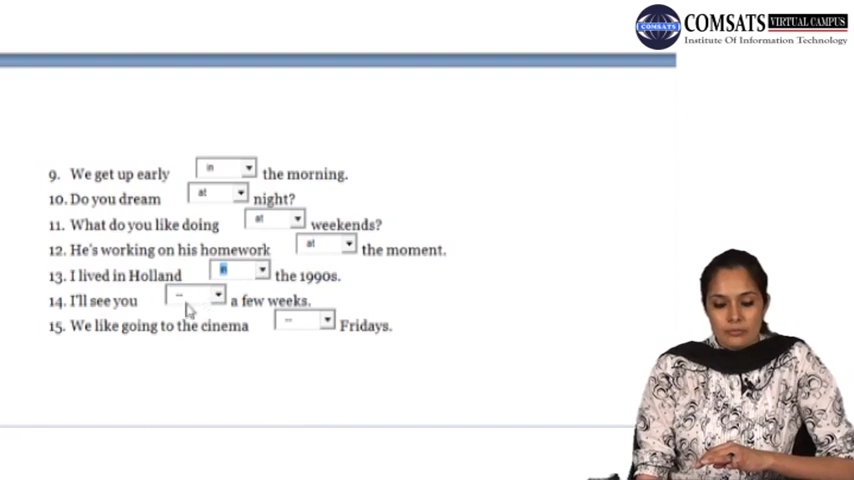 COMSATS VIRTUAL CAMPUS
COMSATS
Institute Of Information Technology
9. We get up early in the morning.
10. Do you dream at night?
11. What do you like doing at weekends?
12. He's working on his homework at the moment.
13. I lived in Holland in the 1990s.
14. I'll see you -- a few weeks.
15. We like going to the cinema -- Fridays.